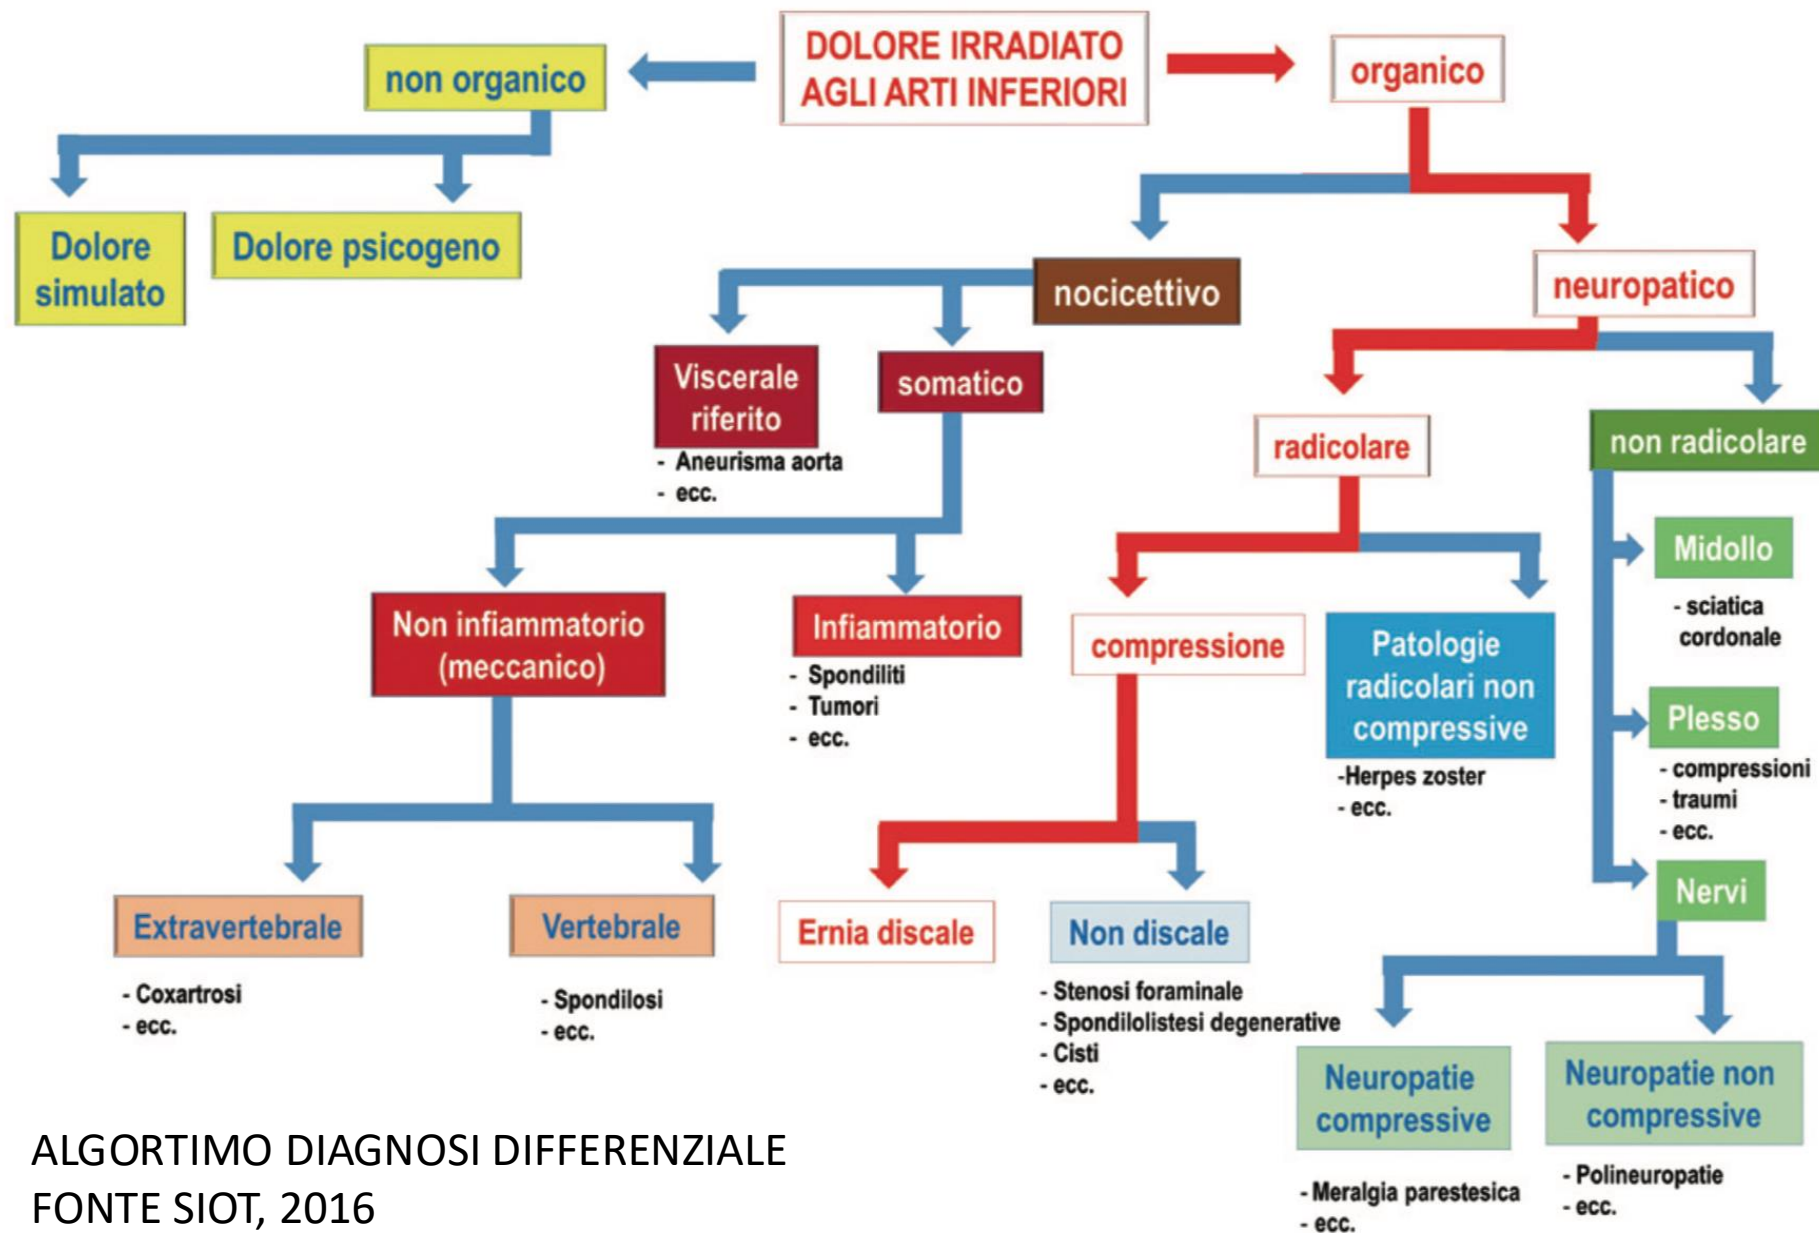 DOLORE IRRADIATO
AGLI ARTI INFERIORI
non organico
organico
Dolore
simulato
Dolore psicogeno
nocicettivo
neuropatico
Viscerale
riferito
- Aneurisma aorta
- ecc.
somatico
radicolare
non radicolare
Midollo
- sciatica
cordonale
Non infiammatorio
(meccanico)
Infiammatorio
- Spondiliti
- Tumori
- ecc.
compressione
Patologie
radicolari non
compressive
-Herpes zoster
- ecc.
Plesso
- compressioni
- traumi
- ecc.
Nervi
Extravertebrale
- Coxartrosi
- ecc.
Vertebrale
- Spondilosi
- ecc.
Ernia discale
Non discale
- Stenosi foraminale
- Spondilolistesi degenerative
- Cisti
- ecc.
Neuropatie
compressive
- Meralgia parestesica
- ecc.
Neuropatie non
compressive
- Polineuropatie
- ecc.
ALGORTIMO DIAGNOSI DIFFERENZIALE
FONTE SIOT, 2016